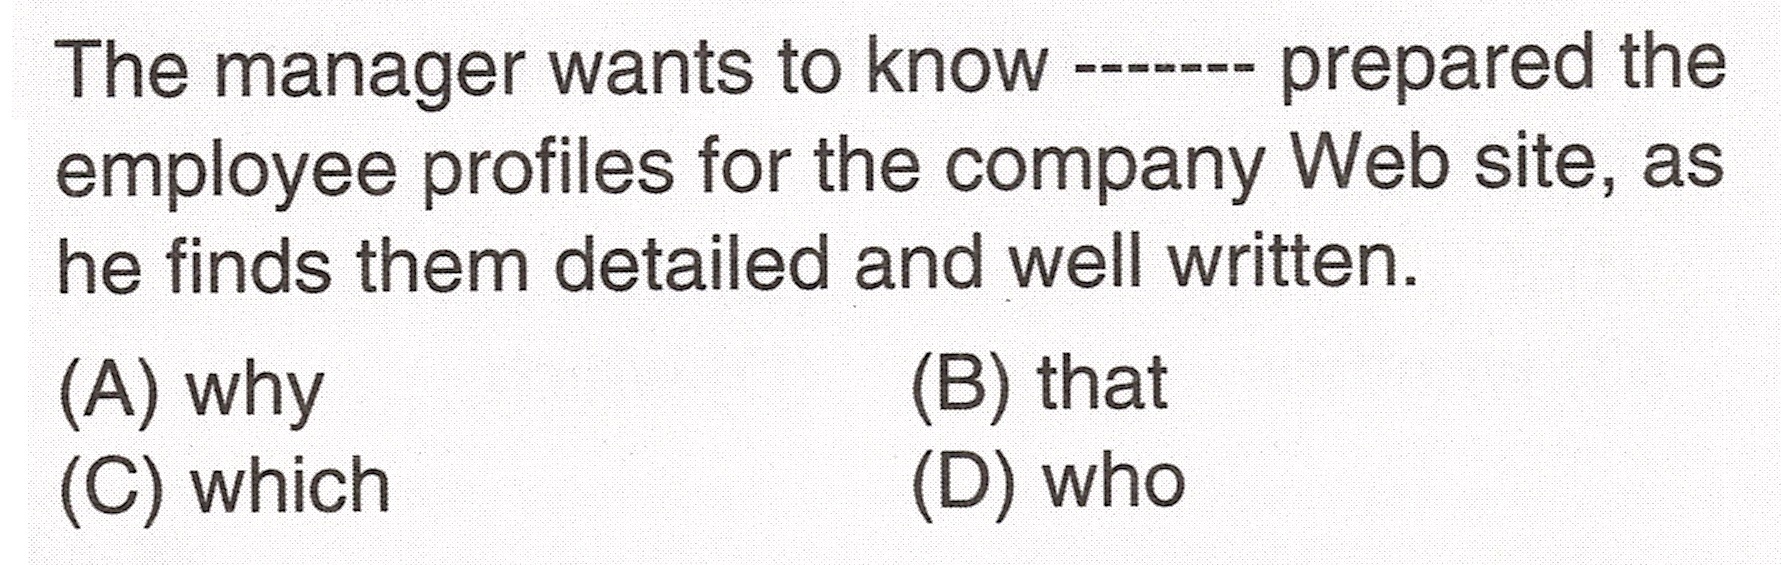 The manager wants to know ------- prepared the
employee profiles for the company Web site, as
he finds them detailed and well written.
(A) why (B) that
(C) which (D) who